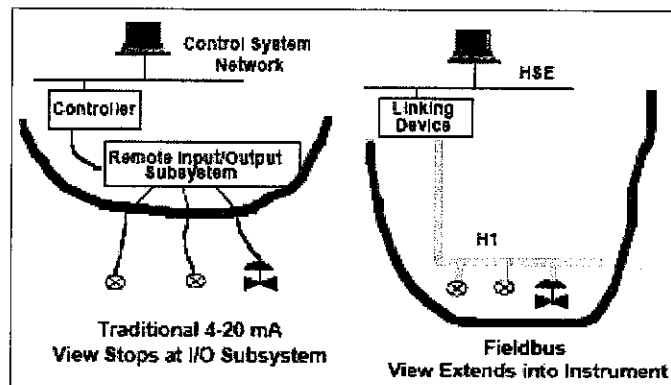 Control System
Network
Controller
Remote Input/Output
Subsystem
Traditional 4-20 mA
View Stops at I/O Subsystem
HSE
Linking
Device
H1
Fieldbus
View Extends into Instrument